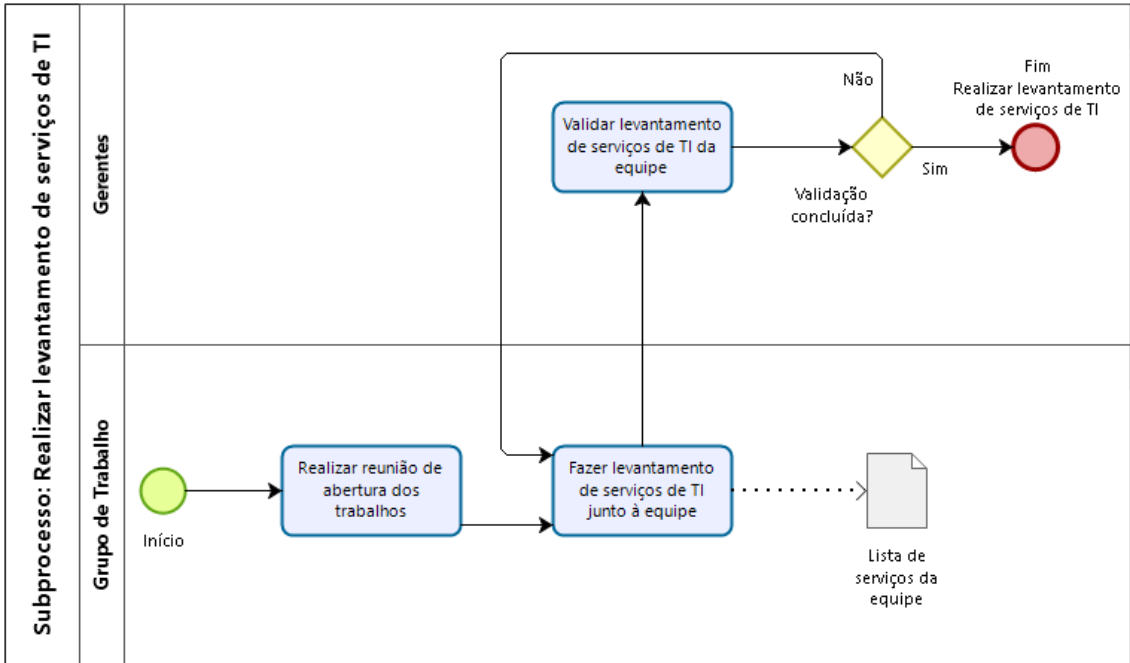 Subprocesso: Realizar levantamento de serviços de TI
Gerentes
Não
Fim
Realizar levantamento
de serviços de TI
Validar levantamento
de serviços de TI da
equipe
Sim
Validação
concluída?
Grupo de Trabalho
Início
Realizar reunião de
abertura dos
trabalhos
Fazer levantamento
de serviços de TI
junto à equipe
Lista de
serviços da
equipe